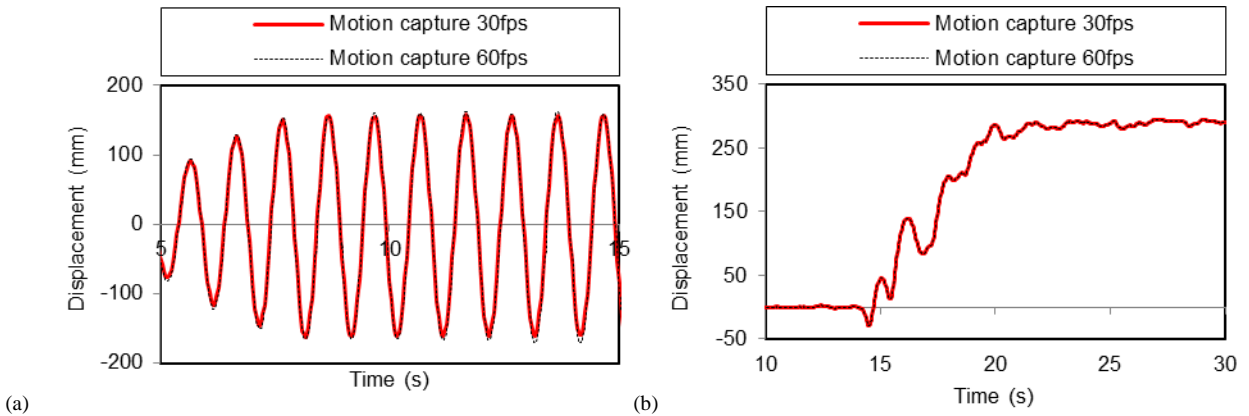 Motion capture 30fps
Motion capture 60fps
200
100
0
-100
-200
5
10
15
Displacement (mm)
Time (s)
(a)
Motion capture 30fps
Motion capture 60fps
350
250
150
50
-50
10
15
20
25
30
Displacement (mm)
Time (s)
(b)